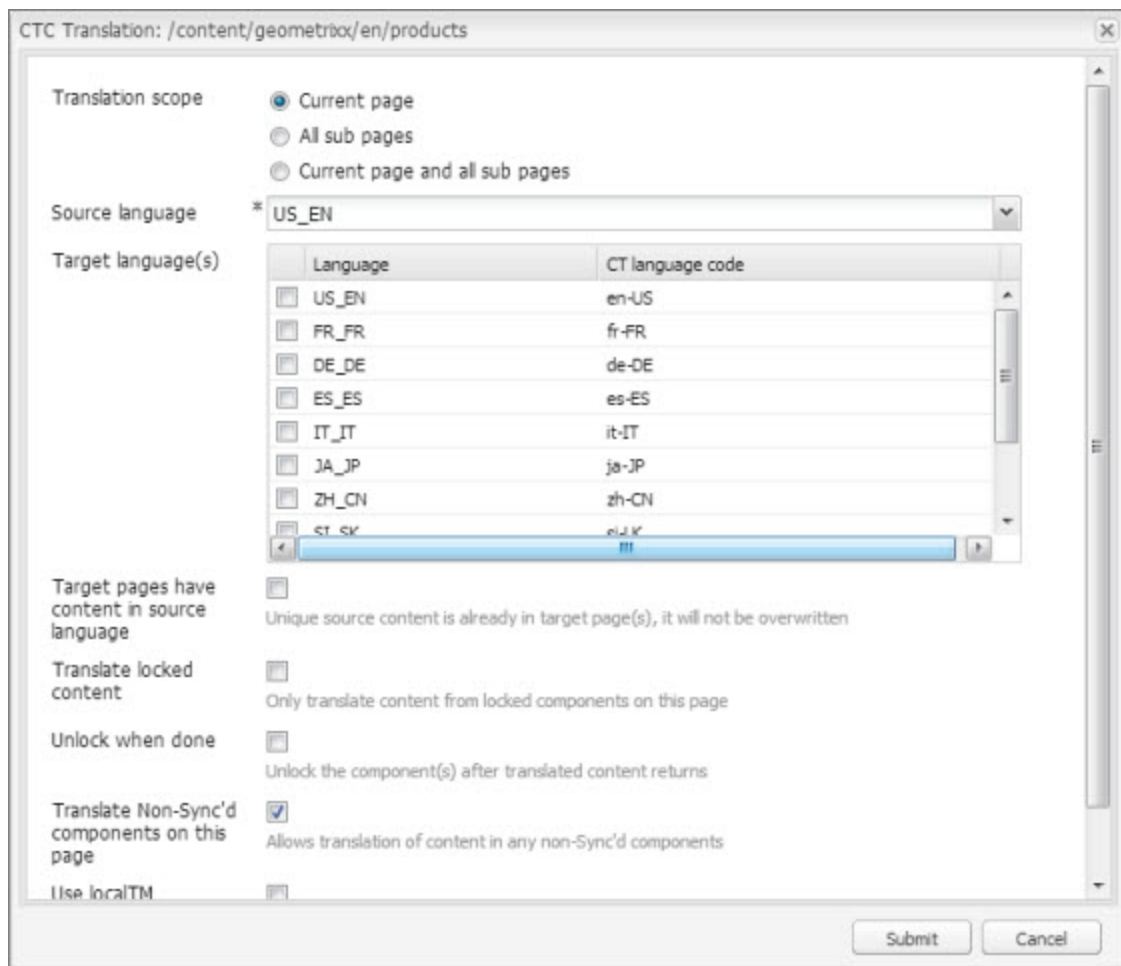 CTC Translation: /content/geometrixx/en/products
Translation scope
Current page
All sub pages
Current page and all sub pages
Source language * US_EN
Target language(s)
Language CT language code
US_EN en-US
FR_FR fr-FR
DE_DE de-DE
ES_ES es-ES
IT_IT it-IT
JA_JP ja-JP
ZH_CN zh-CN
SI_SK si-LK
Target pages have
content in source
language
Unique source content is already in target page(s), it will not be overwritten
Translate locked
content
Only translate content from locked components on this page
Unlock when done
Unlock the component(s) after translated content returns
Translate Non-Sync'd
components on this
page
Allows translation of content in any non-Sync'd components
Use localTM
Submit Cancel